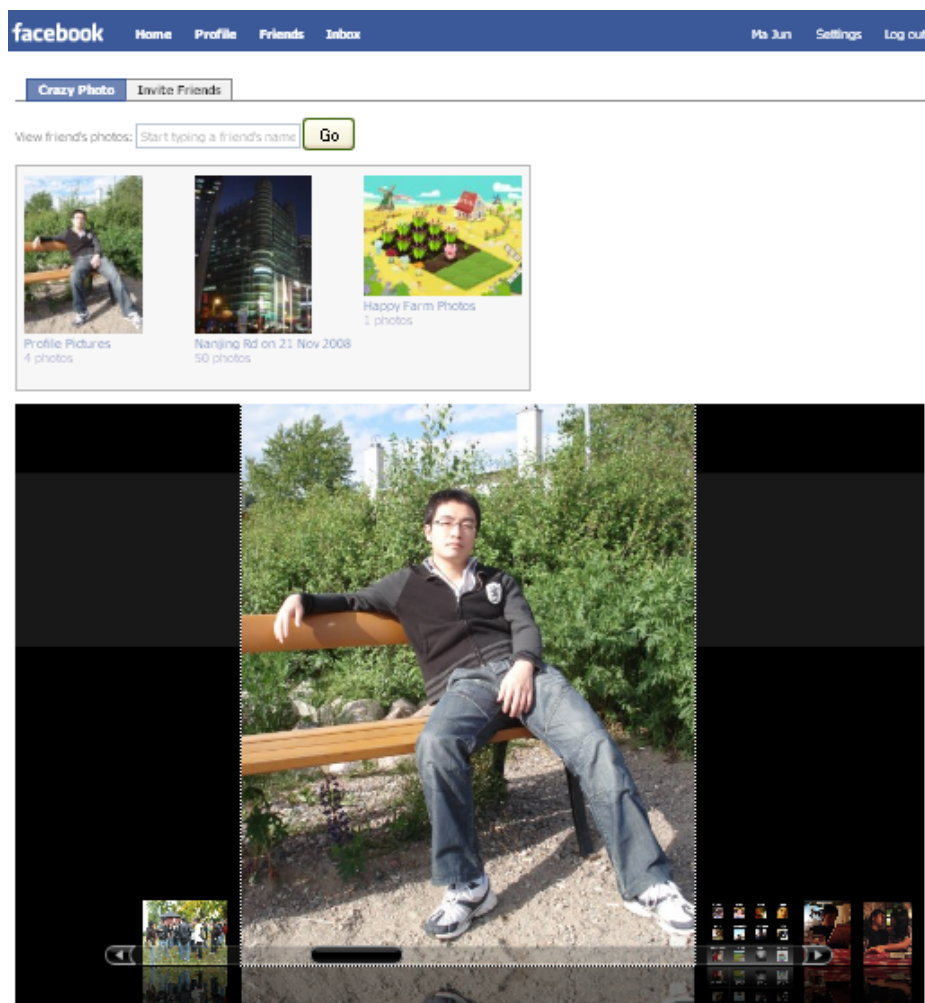 facebook Home Profile Friends Inbox Ma Jun Settings Log out
Crazy Photo Invite Friends
View friend's photos: Start typing a friend's name Go
Profile Pictures
4 photos
Nanjing Rd on 21 Nov 2008
50 photos
Happy Farm Photos
1 photos